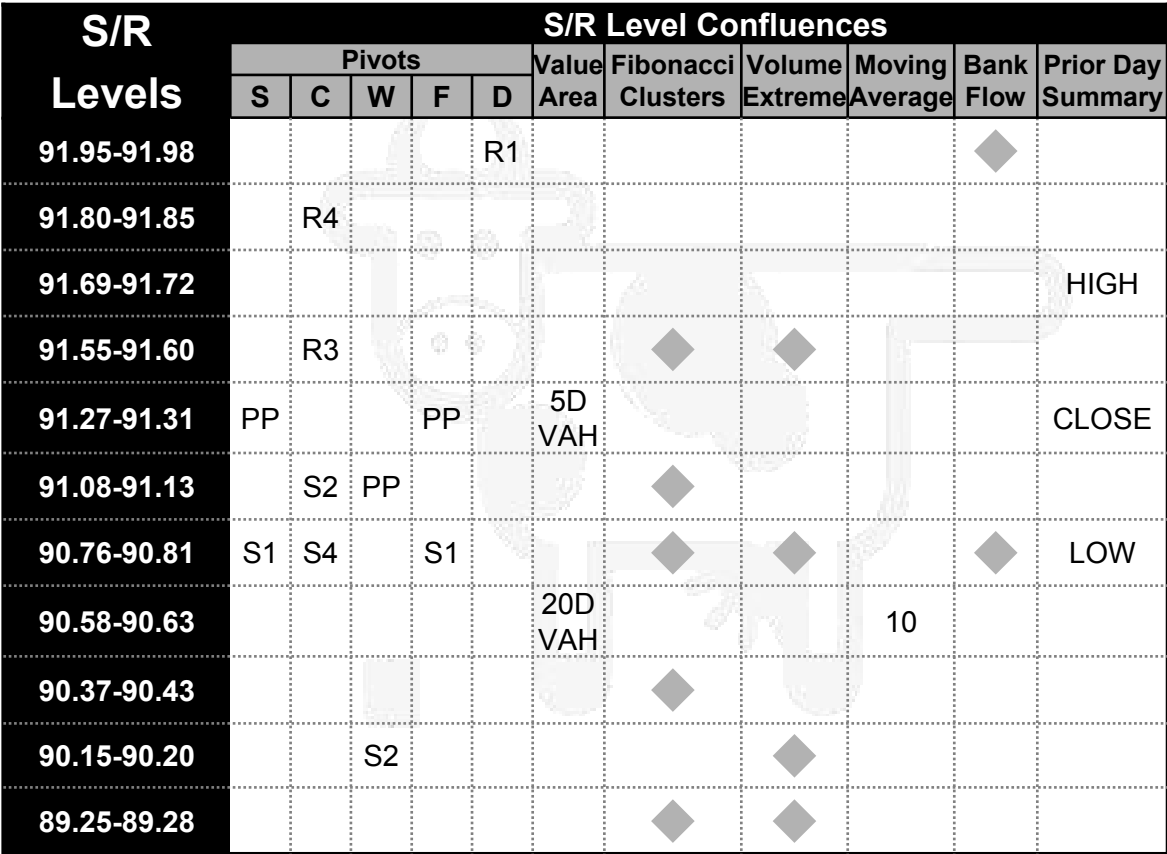 S/R Levels
S/R Level Confluences
Pivots
Value Area
Fibonacci Clusters
Volume Extreme
Moving Average
Bank Flow
Prior Day Summary
S C W F D
91.95-91.98 R1
91.80-91.85 R4
91.69-91.72 HIGH
91.55-91.60 R3
91.27-91.31 PP PP 5D VAH CLOSE
91.08-91.13 S2 PP
90.76-90.81 S1 S4 S1 LOW
90.58-90.63 20D VAH 10
90.37-90.43
90.15-90.20 S2
89.25-89.28